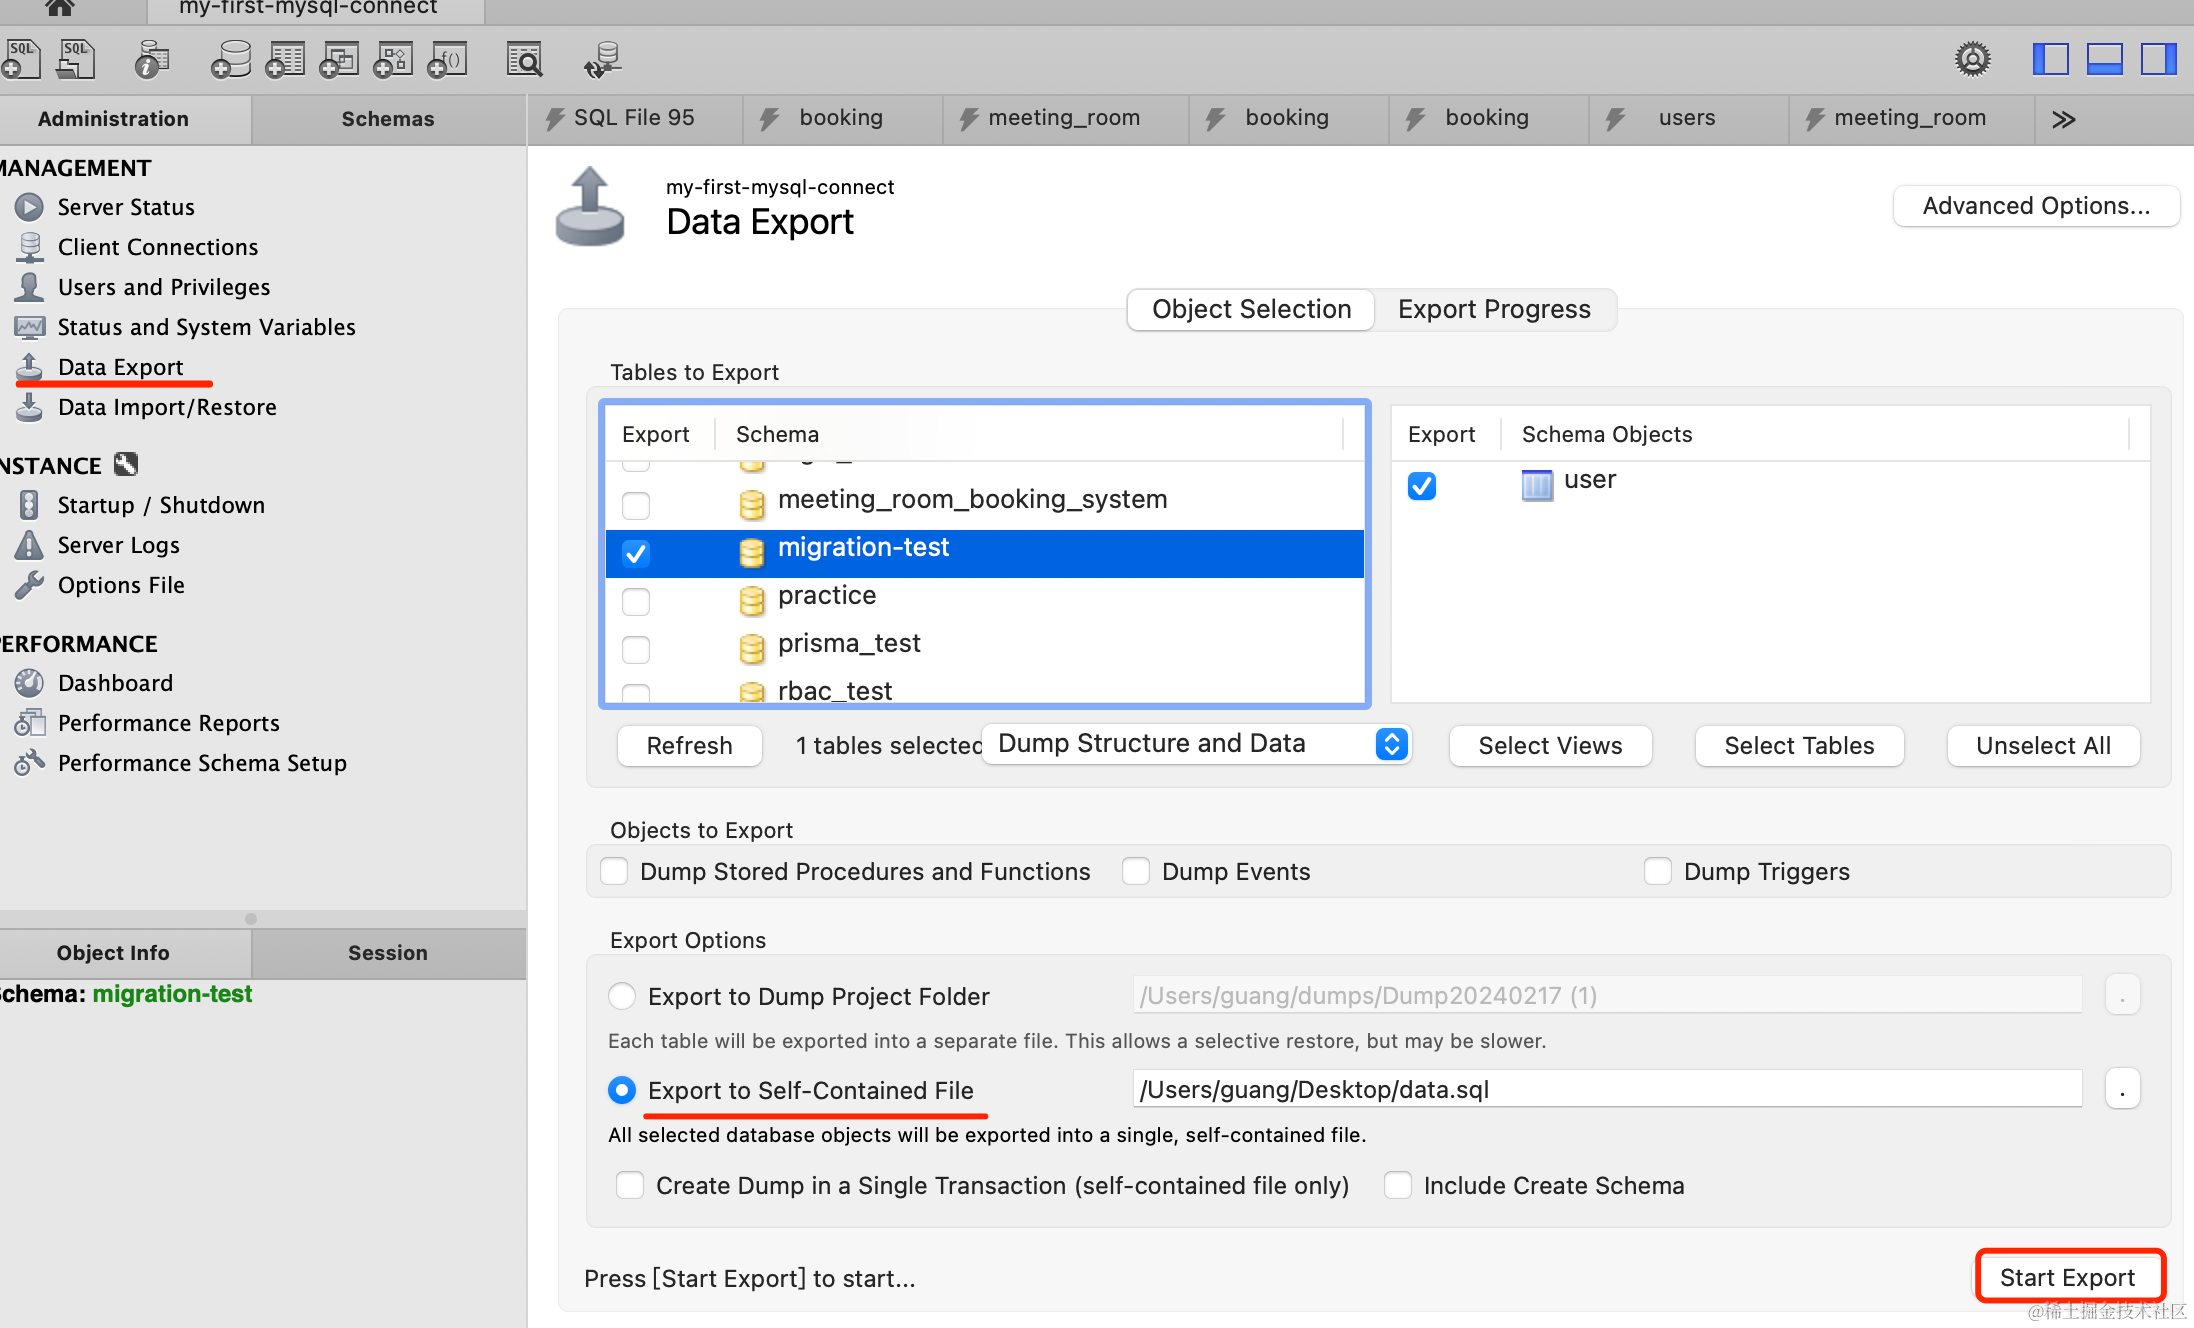 my-first-mysql-connect
SQL
SQL
Administration
Schemas
SQL File 95
booking
meeting_room
booking
booking
users
meeting_room
MANAGEMENT
Server Status
Client Connections
Users and Privileges
Status and System Variables
Data Export
Data Import/Restore
INSTANCE
Startup / Shutdown
Server Logs
Options File
PERFORMANCE
Dashboard
Performance Reports
Performance Schema Setup
Object Info
Session
Schema: migration-test
my-first-mysql-connect
Data Export
Advanced Options...
Object Selection
Export Progress
Tables to Export
Export
Schema
meeting_room_booking_system
migration-test
practice
prisma_test
rbac_test
Export
Schema Objects
user
Refresh
1 tables selected
Dump Structure and Data
Select Views
Select Tables
Unselect All
Objects to Export
Dump Stored Procedures and Functions
Dump Events
Dump Triggers
Export Options
Export to Dump Project Folder
/Users/guang/dumps/Dump20240217 (1)
.
Each table will be exported into a separate file. This allows a selective restore, but may be slower.
Export to Self-Contained File
/Users/guang/Desktop/data.sql
.
All selected database objects will be exported into a single, self-contained file.
Create Dump in a Single Transaction (self-contained file only)
Include Create Schema
Press [Start Export] to start...
Start Export
@稀土掘金技术社区